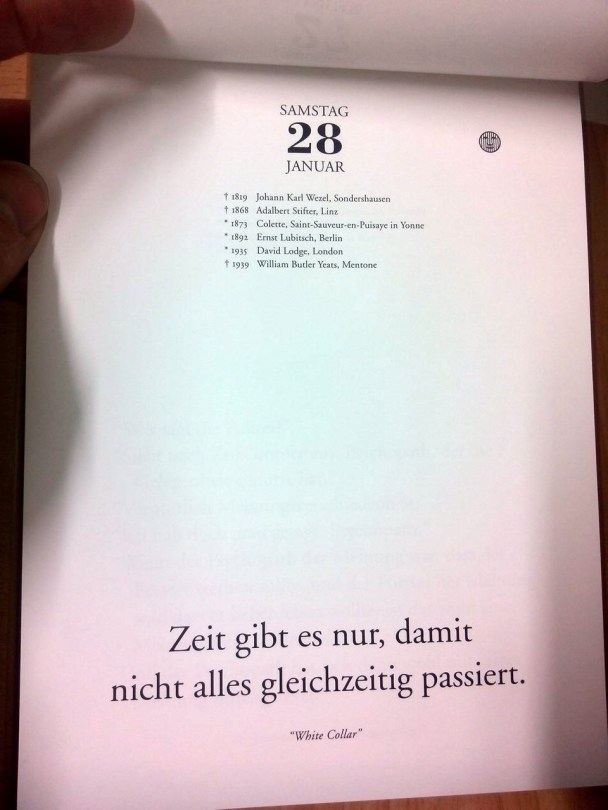 SAMSTAG
28
JANUAR
† 1819 Johann Karl Wezel, Sondershausen
† 1868 Adalbert Stifter, Linz
* 1873 Colette, Saint-Sauveur-en-Puisaye in Yonne
* 1892 Ernst Lubitsch, Berlin
* 1935 David Lodge, London
† 1939 William Butler Yeats, Mentone
Zeit gibt es nur, damit
nicht alles gleichzeitig passiert.
“White Collar”